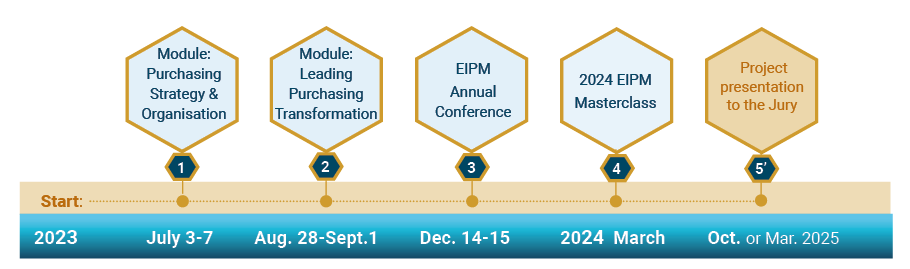 Module:
Purchasing
Strategy &
Organisation
Module:
Leading
Purchasing
Transformation
EIPM
Annual
Conference
2024 EIPM
Masterclass
Project
presentation
to the Jury
1
2
3
4
5’
Start:
2023 July 3-7 Aug. 28-Sept.1 Dec. 14-15 2024 March Oct. or Mar. 2025